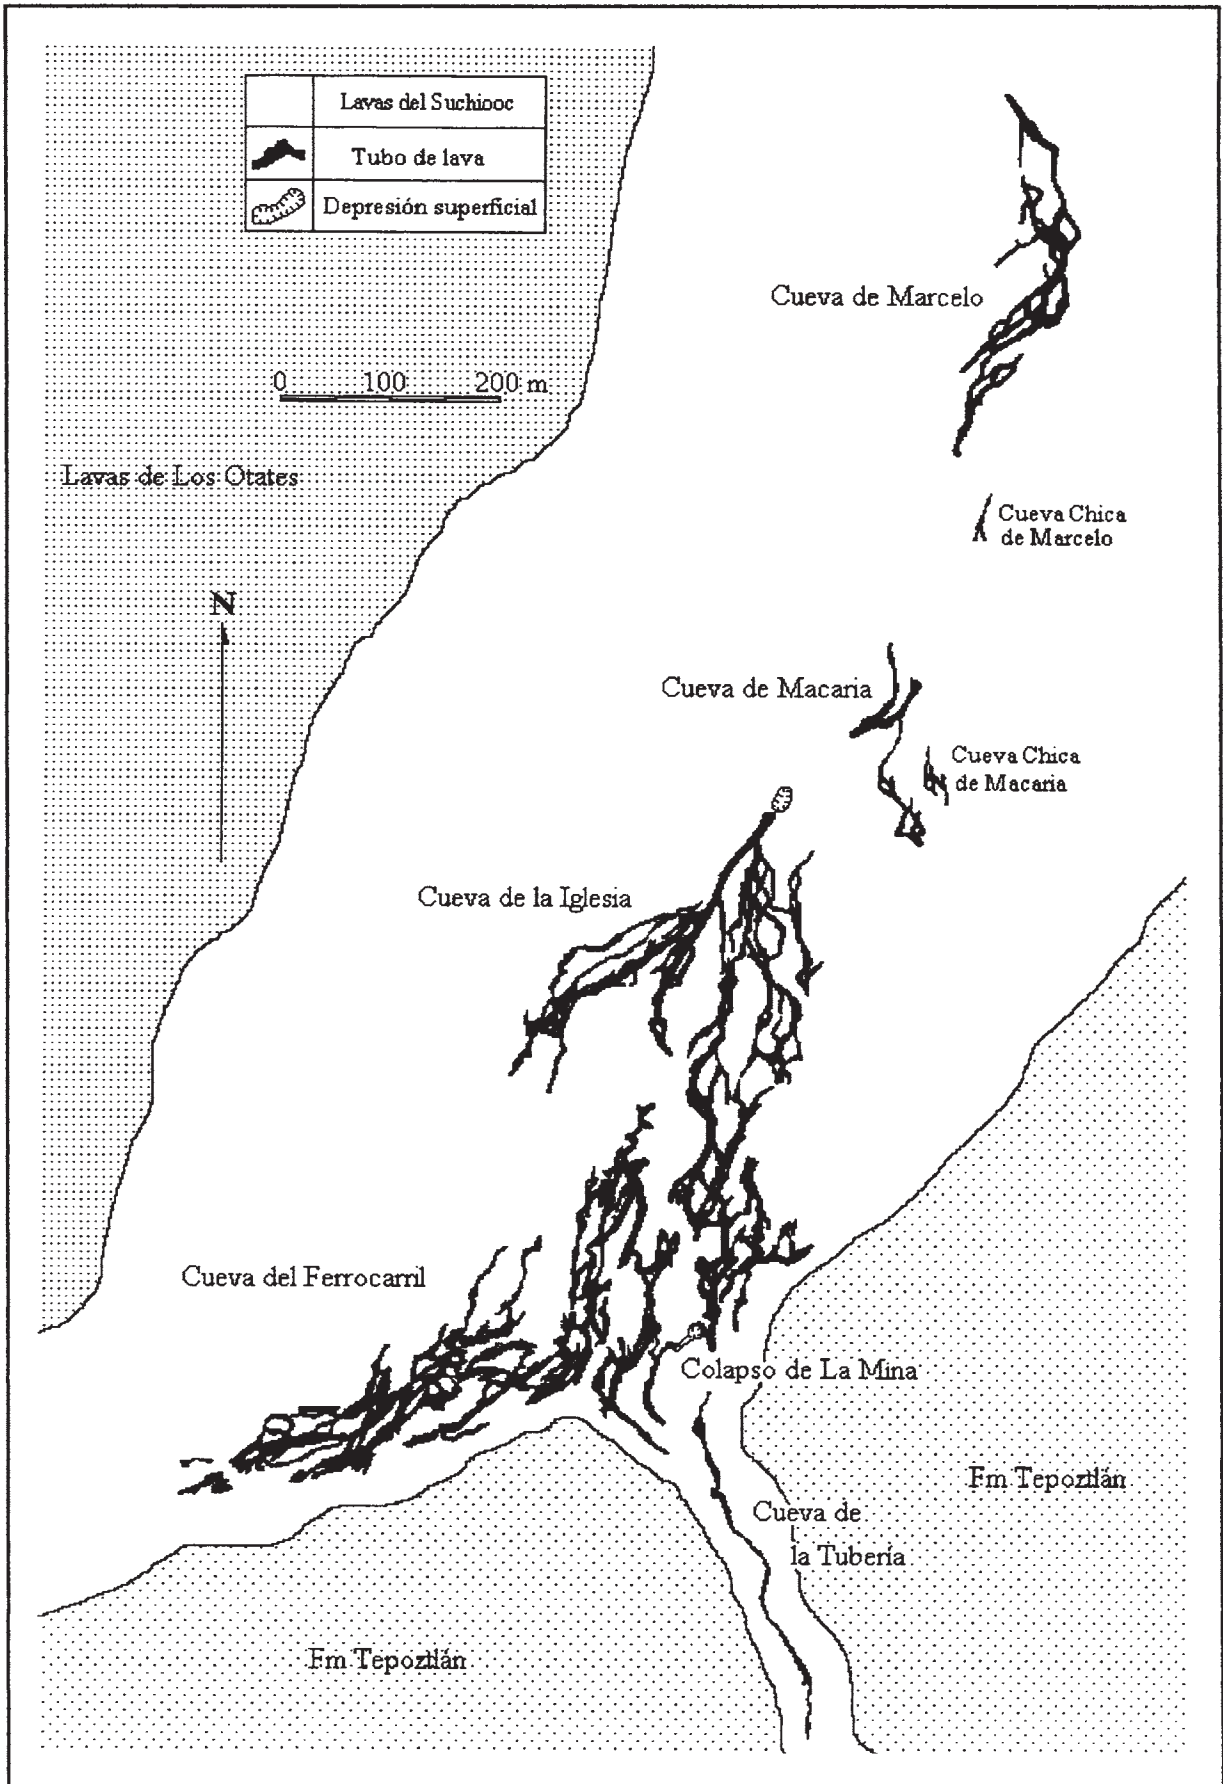 Lavas del Suchiooc
Tubo de lava
Depresión superficial
Cueva de Marcelo
0 100 200 m
Lavas de Los Otates
Cueva Chica
de Marcelo
N
Cueva de Macaria
Cueva Chica
de Macaria
Cueva de la Iglesia
Cueva del Ferrocarril
Colapso de La Mina
Fm Tepoztlán
Cueva de
la Tubería
Fm Tepoztlán